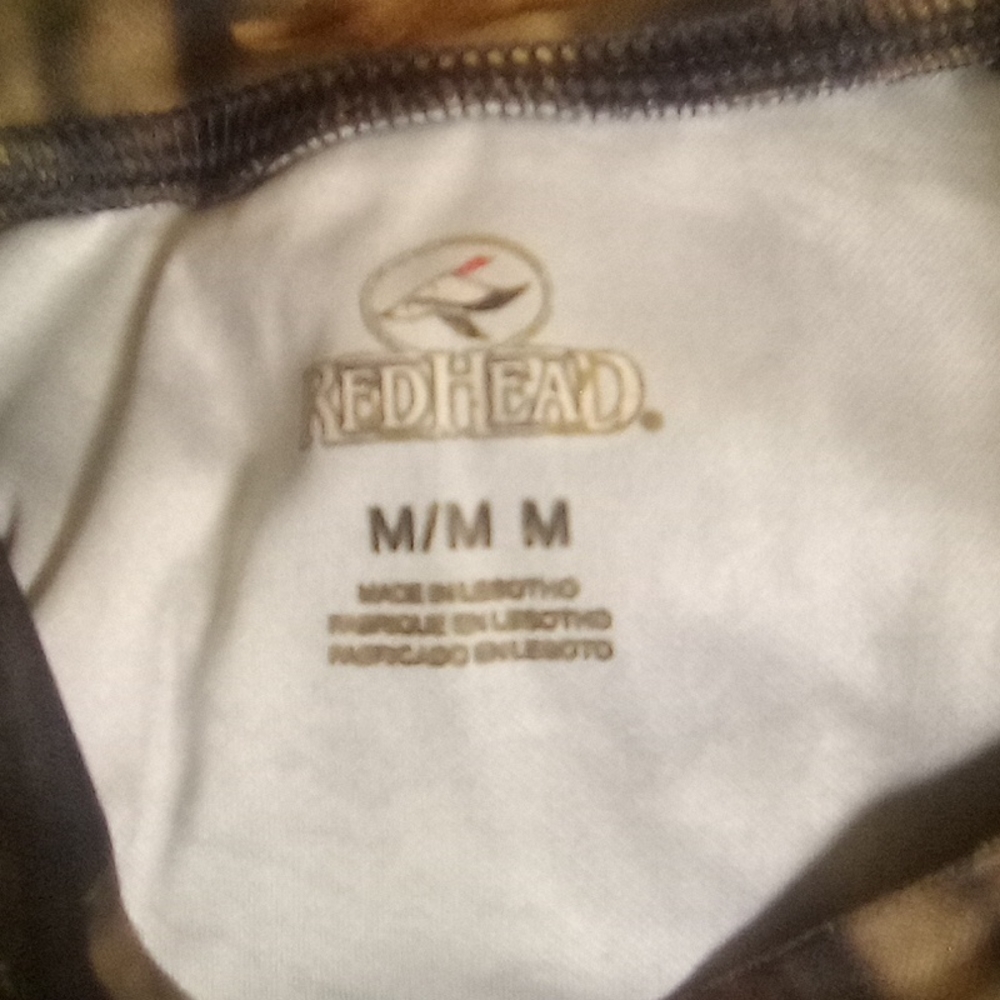 REDHEAD.
M/M M
MADE IN LESOTHO
FABRIQUE EN LESOTHO
FABRICADO EN LESOTO